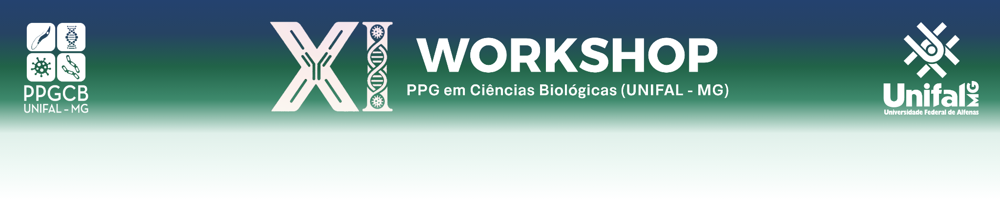 PPGCB
UNIFAL - MG
XI
WORKSHOP
PPG em Ciências Biológicas (UNIFAL - MG)
Unifal MG
Universidade Federal de Alfenas